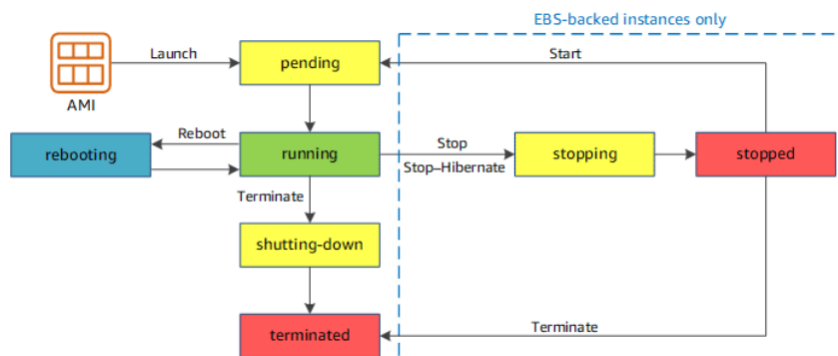 EBS-backed instances only
Launch
pending
Start
AMI
rebooting
Reboot
running
Stop
Stop–Hibernate
stopping
stopped
Terminate
shutting-down
terminated
Terminate